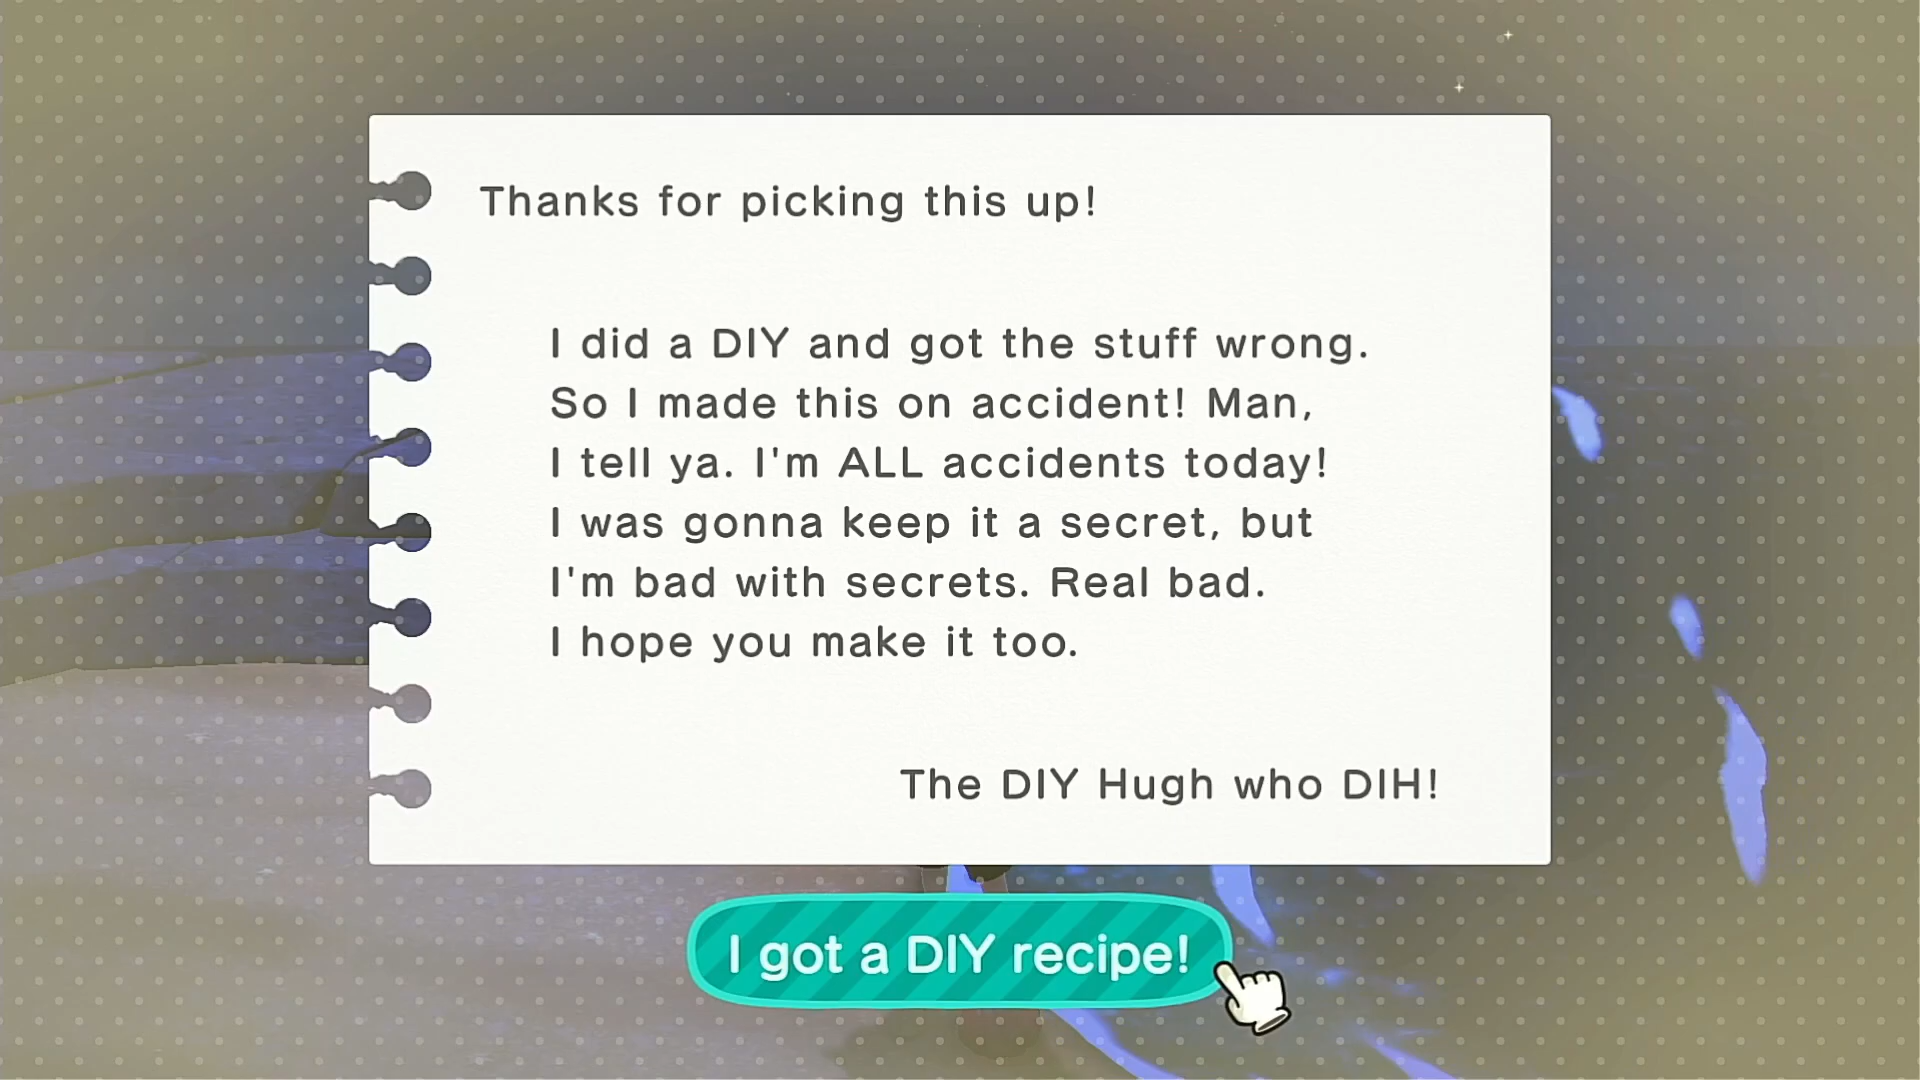 Thanks for picking this up!
I did a DIY and got the stuff wrong.
So I made this on accident! Man,
I tell ya. I'm ALL accidents today!
I was gonna keep it a secret, but
I'm bad with secrets. Real bad.
I hope you make it too.
The DIY Hugh who DIH!
I got a DIY recipe!